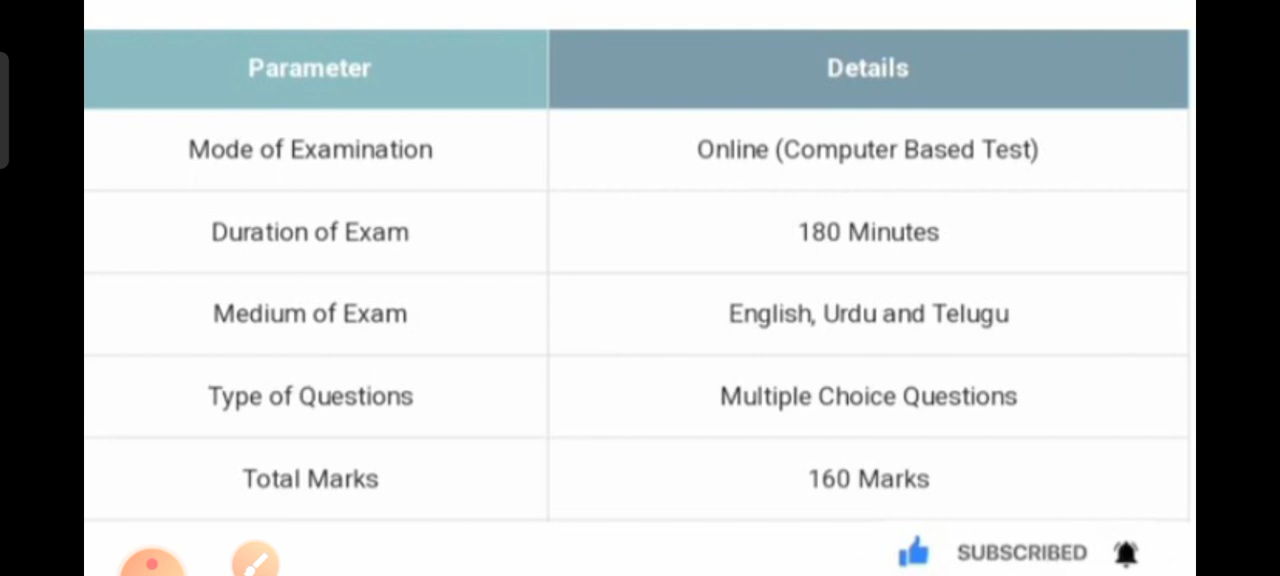 Parameter Details
Mode of Examination Online (Computer Based Test)
Duration of Exam 180 Minutes
Medium of Exam English, Urdu and Telugu
Type of Questions Multiple Choice Questions
Total Marks 160 Marks
SUBSCRIBED